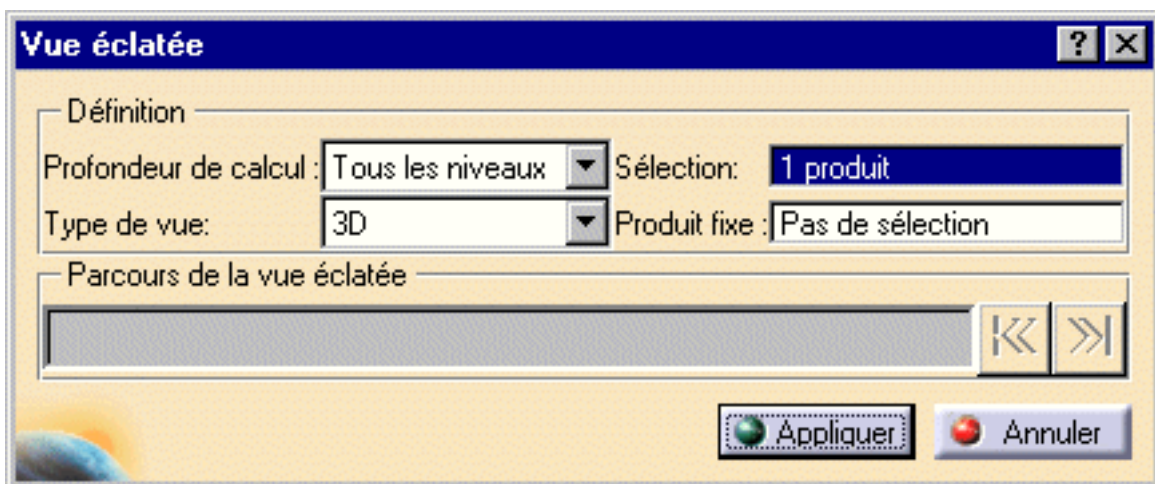 Vue éclatée
Définition
Profondeur de calcul : Tous les niveaux Sélection: 1 produit
Type de vue: 3D Produit fixe : Pas de sélection
Parcours de la vue éclatée
Appliquer Annuler